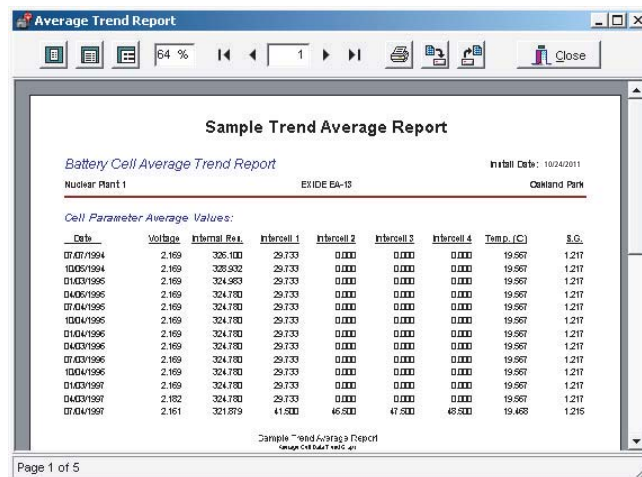 Average Trend Report
64 %
1
Close
Sample Trend Average Report
Battery Cell Average Trend Report
Install Date: 10/24/2011
Nuclear Plant 1 EXIDE EA-13 Oakland Park
Cell Parameter Average Values:
Date Voltage Internal Res. Intercell 1 Intercell 2 Intercell 3 Intercell 4 Temp. (C) S.G.
07/07/1994 2.169 326.100 29.733 0.000 0.000 0.000 19.567 1.217
10/05/1994 2.169 328.932 29.733 0.000 0.000 0.000 19.567 1.217
01/03/1995 2.169 324.983 29.733 0.000 0.000 0.000 19.567 1.217
04/06/1995 2.169 324.780 29.733 0.000 0.000 0.000 19.567 1.217
07/04/1995 2.169 324.780 29.733 0.000 0.000 0.000 19.567 1.217
10/04/1995 2.169 324.780 29.733 0.000 0.000 0.000 19.567 1.217
01/04/1996 2.169 324.780 29.733 0.000 0.000 0.000 19.567 1.217
04/03/1996 2.169 324.780 29.733 0.000 0.000 0.000 19.567 1.217
07/03/1996 2.169 324.780 29.733 0.000 0.000 0.000 19.567 1.217
10/04/1996 2.169 324.780 29.733 0.000 0.000 0.000 19.567 1.217
01/03/1997 2.169 324.780 29.733 0.000 0.000 0.000 19.567 1.217
04/03/1997 2.182 324.780 29.733 0.000 0.000 0.000 19.567 1.217
07/04/1997 2.161 321.879 41.500 46.500 47.500 48.500 19.468 1.215
Sample Trend Average Report
Average Cell Data Trend Graph
Page 1 of 5